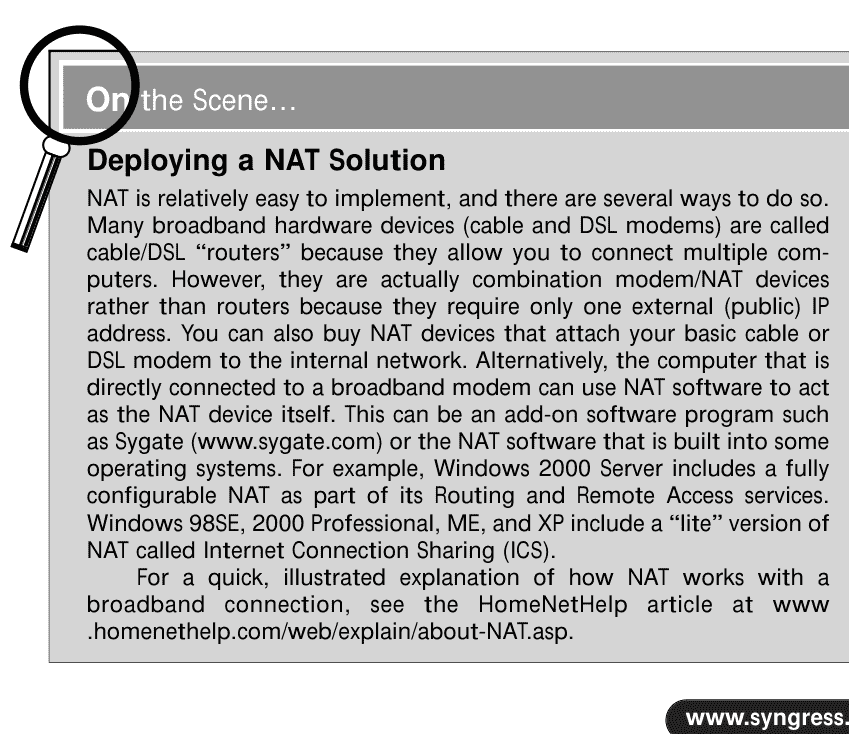 On the Scene…
Deploying a NAT Solution
NAT is relatively easy to implement, and there are several ways to do so.
Many broadband hardware devices (cable and DSL modems) are called
cable/DSL “routers” because they allow you to connect multiple com-
puters. However, they are actually combination modem/NAT devices
rather than routers because they require only one external (public) IP
address. You can also buy NAT devices that attach your basic cable or
DSL modem to the internal network. Alternatively, the computer that is
directly connected to a broadband modem can use NAT software to act
as the NAT device itself. This can be an add-on software program such
as Sygate (www.sygate.com) or the NAT software that is built into some
operating systems. For example, Windows 2000 Server includes a fully
configurable NAT as part of its Routing and Remote Access services.
Windows 98SE, 2000 Professional, ME, and XP include a “lite” version of
NAT called Internet Connection Sharing (ICS).
For a quick, illustrated explanation of how NAT works with a
broadband connection, see the HomeNetHelp article at www
.homenethelp.com/web/explain/about-NAT.asp.
www.syngress.